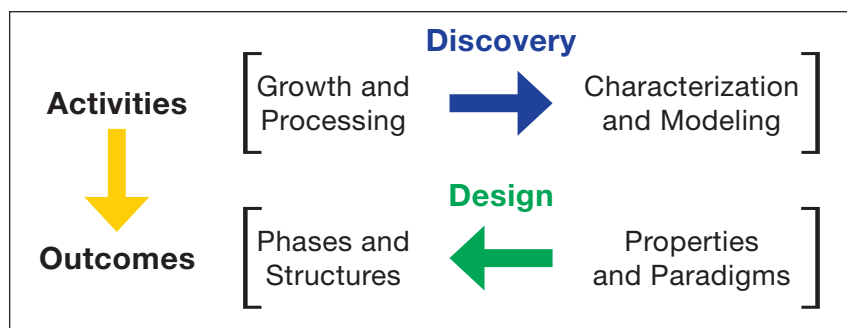 Discovery
Activities
Growth and
Processing
Characterization
and Modeling
Design
Outcomes
Phases and
Structures
Properties
and Paradigms